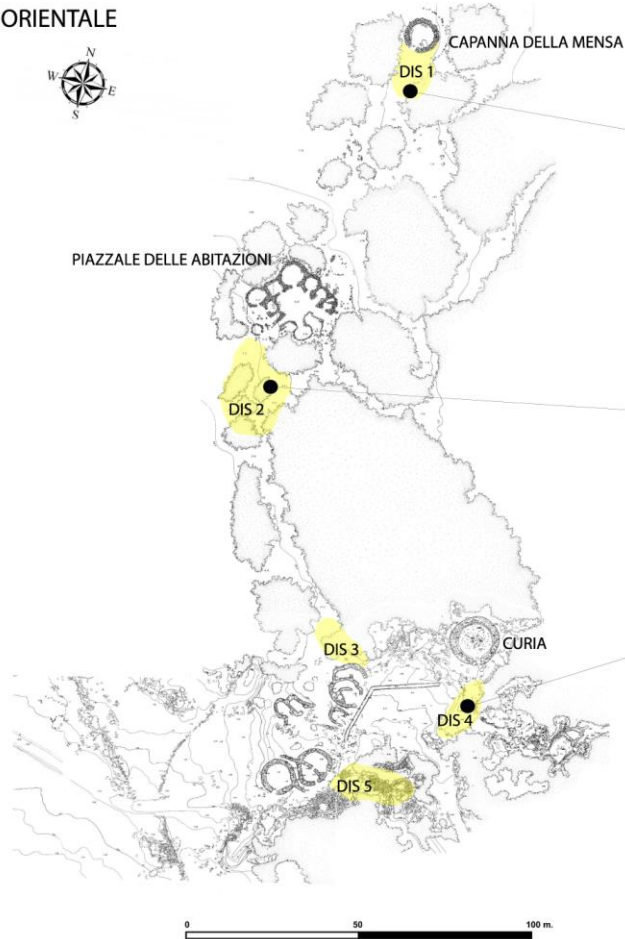 ORIENTALE
N
W
E
S
CAPANNA DELLA MENSA
DIS 1
PIAZZALE DELLE ABITAZIONI
DIS 2
DIS 3
CURIA
DIS 4
DIS 5
0 50 100 m.